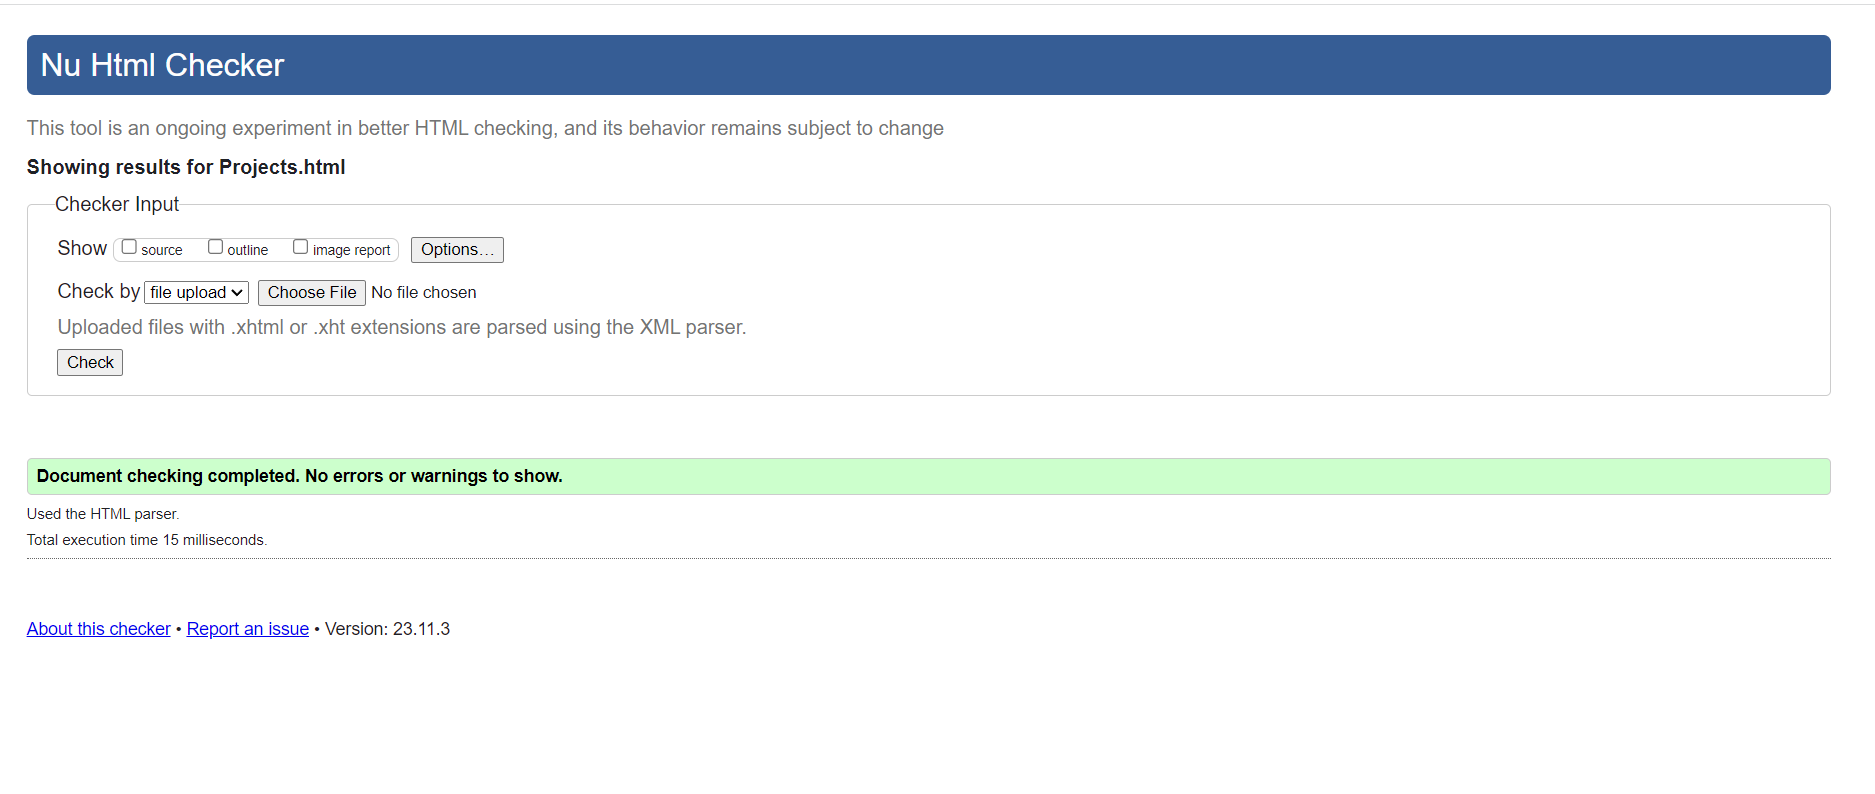 Nu Html Checker
This tool is an ongoing experiment in better HTML checking, and its behavior remains subject to change
Showing results for Projects.html
Checker Input
Show source outline image report Options...
Check by file upload Choose File No file chosen
Uploaded files with .xhtml or .xht extensions are parsed using the XML parser.
Check
Document checking completed. No errors or warnings to show.
Used the HTML parser.
Total execution time 15 milliseconds.
About this checker • Report an issue • Version: 23.11.3